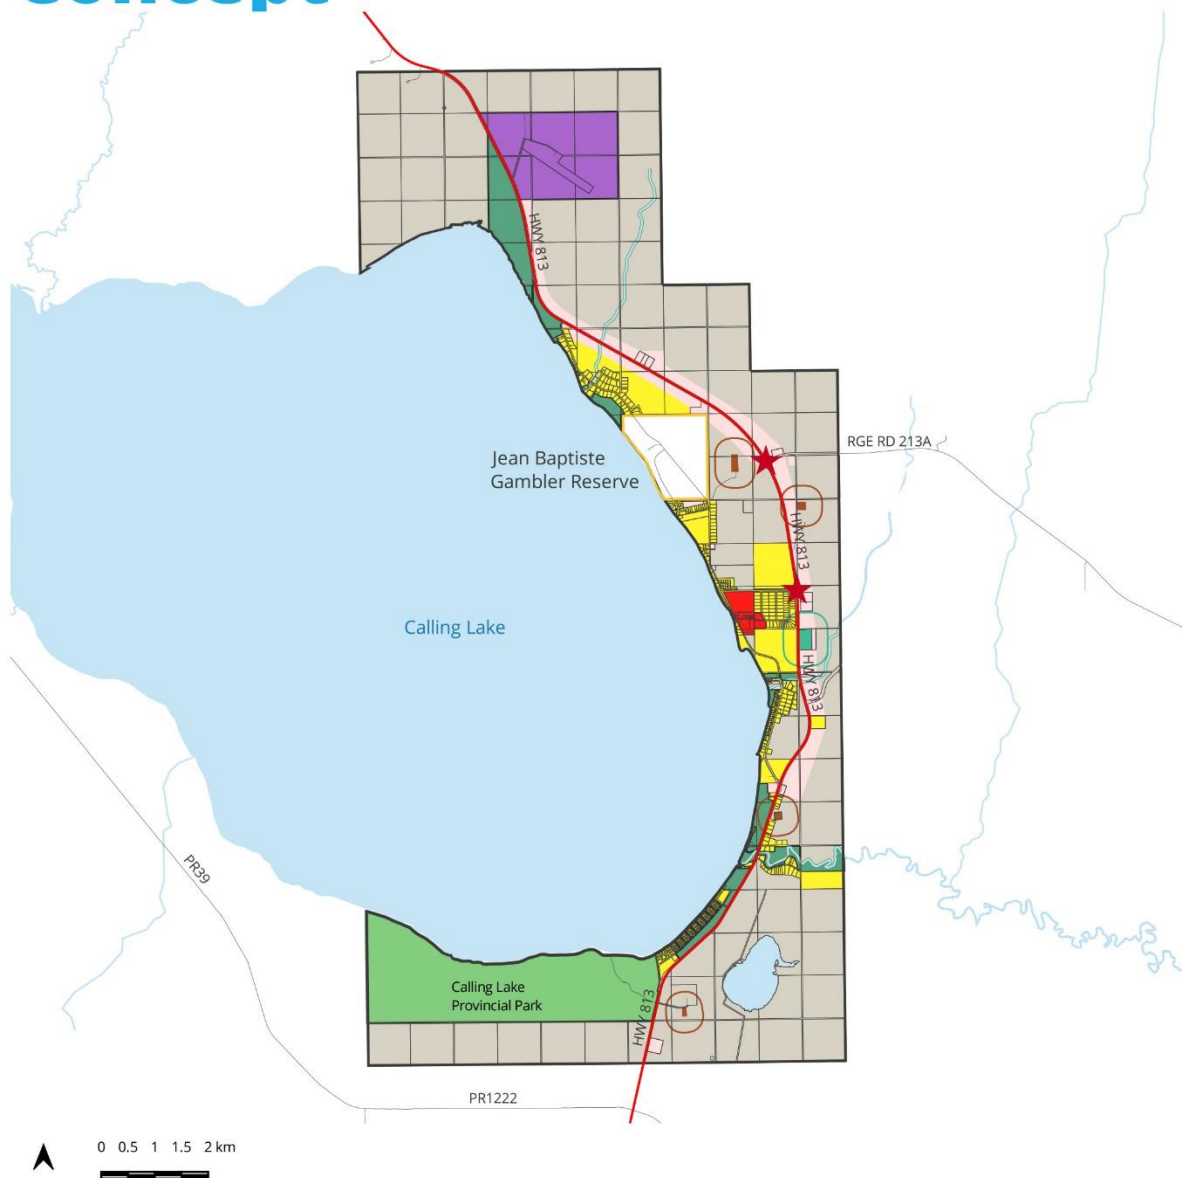 Concept
HWY 813
RGE RD 213A
Jean Baptiste
Gambler Reserve
HWY 813
Calling Lake
HWY 813
PR39
Calling Lake
Provincial Park
HWY 813
PR1222
0 0.5 1 1.5 2 km